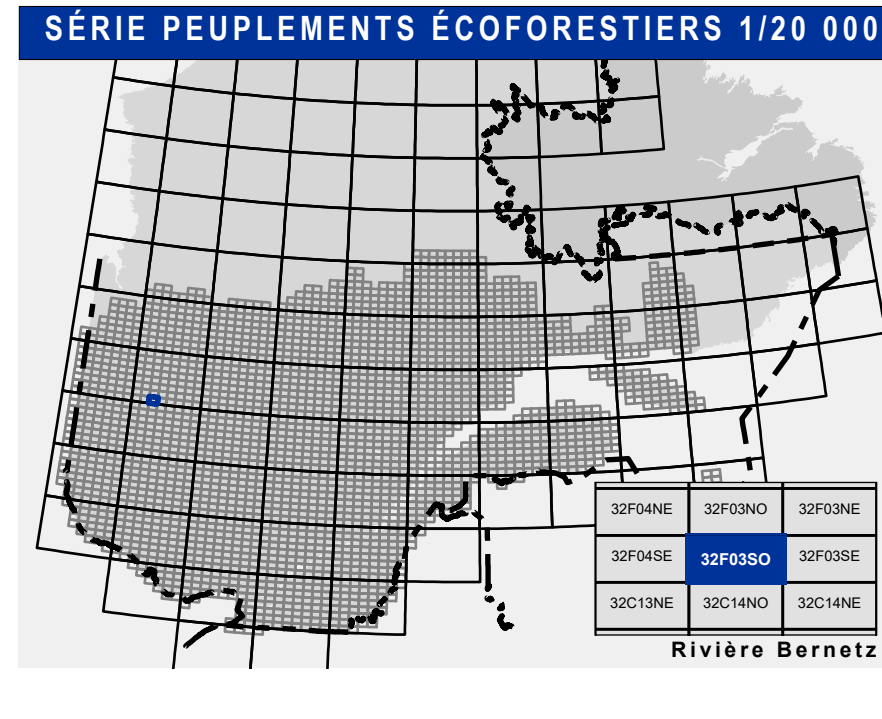 SÉRIE PEUPLEMENTS ÉCOFORESTIERS 1/20 000
32F04NE 32F03NO 32F03NE
32F04SE 32F03SO 32F03SE
32C13NE 32C14NO 32C14NE
Rivière Bernetz